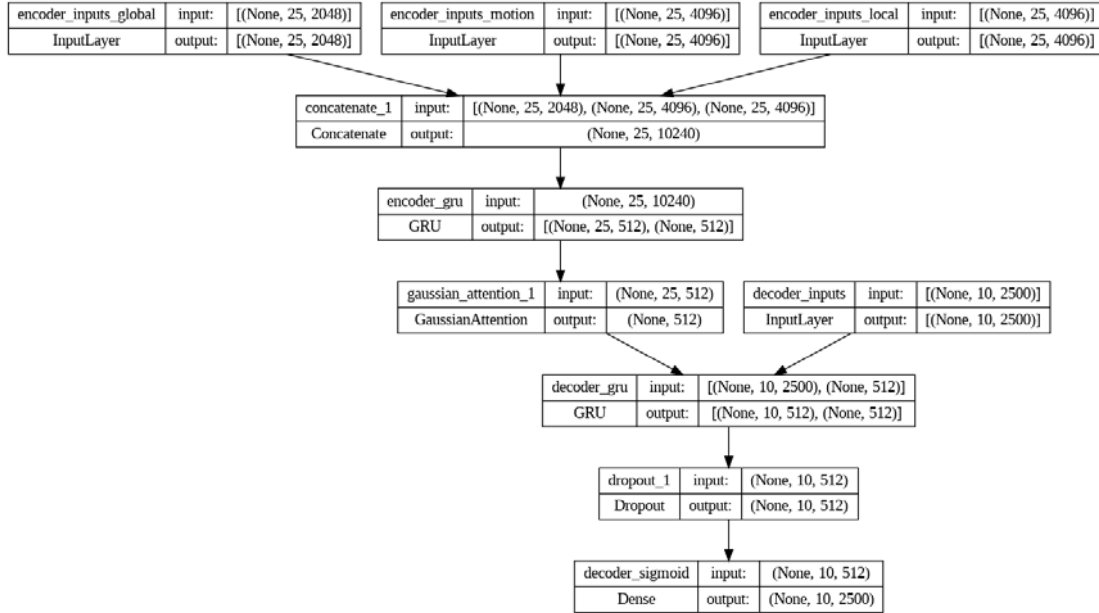 encoder_inputs_global input: [(None, 25, 2048)]
InputLayer output: [(None, 25, 2048)]
encoder_inputs_motion input: [(None, 25, 4096)]
InputLayer output: [(None, 25, 4096)]
encoder_inputs_local input: [(None, 25, 4096)]
InputLayer output: [(None, 25, 4096)]
concatenate_1 input: [(None, 25, 2048), (None, 25, 4096), (None, 25, 4096)]
Concatenate output: (None, 25, 10240)
encoder_gru input: (None, 25, 10240)
GRU output: [(None, 25, 512), (None, 512)]
gaussian_attention_1 input: (None, 25, 512)
GaussianAttention output: (None, 512)
decoder_inputs input: [(None, 10, 2500)]
InputLayer output: [(None, 10, 2500)]
decoder_gru input: [(None, 10, 2500), (None, 512)]
GRU output: [(None, 10, 512), (None, 512)]
dropout_1 input: (None, 10, 512)
Dropout output: (None, 10, 512)
decoder_sigmoid input: (None, 10, 512)
Dense output: (None, 10, 2500)